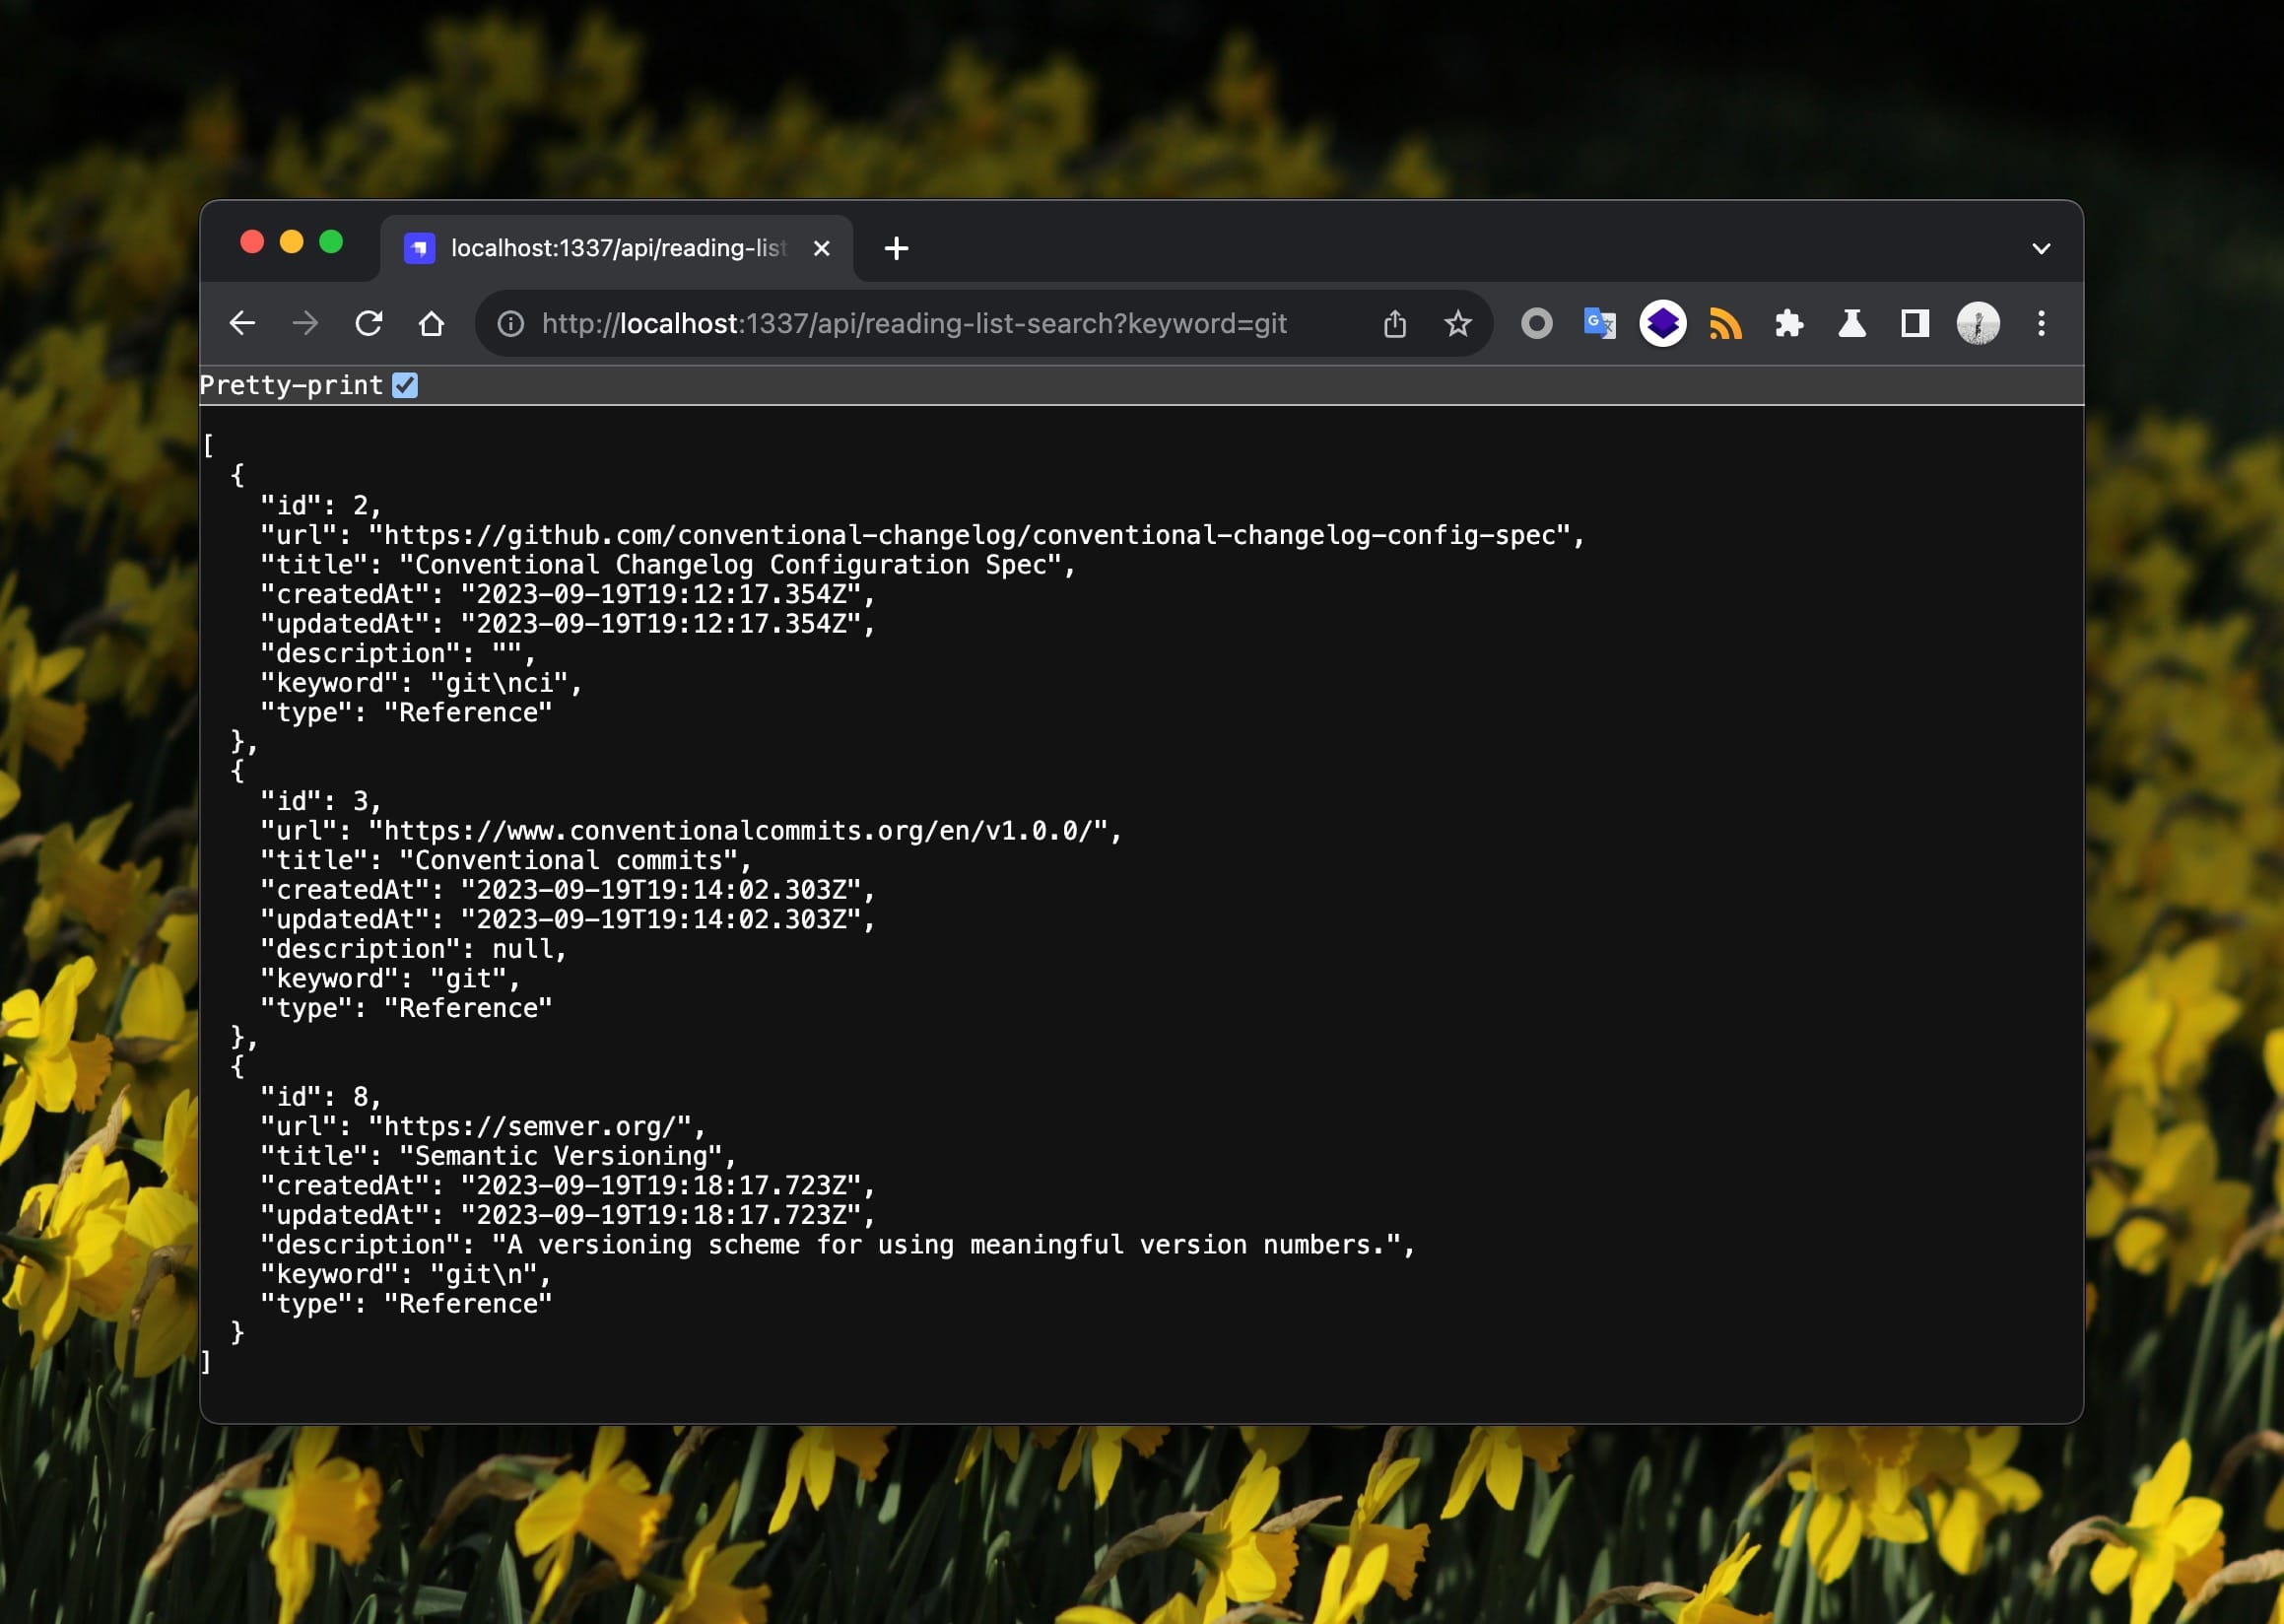 localhost:1337/api/reading-list
http://localhost:1337/api/reading-list-search?keyword=git
Pretty-print
[
  {
    "id": 2,
    "url": "https://github.com/conventional-changelog/conventional-changelog-config-spec",
    "title": "Conventional Changelog Configuration Spec",
    "createdAt": "2023-09-19T19:12:17.354Z",
    "updatedAt": "2023-09-19T19:12:17.354Z",
    "description": "",
    "keyword": "git\nci",
    "type": "Reference"
  },
  {
    "id": 3,
    "url": "https://www.conventionalcommits.org/en/v1.0.0/",
    "title": "Conventional commits",
    "createdAt": "2023-09-19T19:14:02.303Z",
    "updatedAt": "2023-09-19T19:14:02.303Z",
    "description": null,
    "keyword": "git",
    "type": "Reference"
  },
  {
    "id": 8,
    "url": "https://semver.org/",
    "title": "Semantic Versioning",
    "createdAt": "2023-09-19T19:18:17.723Z",
    "updatedAt": "2023-09-19T19:18:17.723Z",
    "description": "A versioning scheme for using meaningful version numbers.",
    "keyword": "git\n",
    "type": "Reference"
  }
]